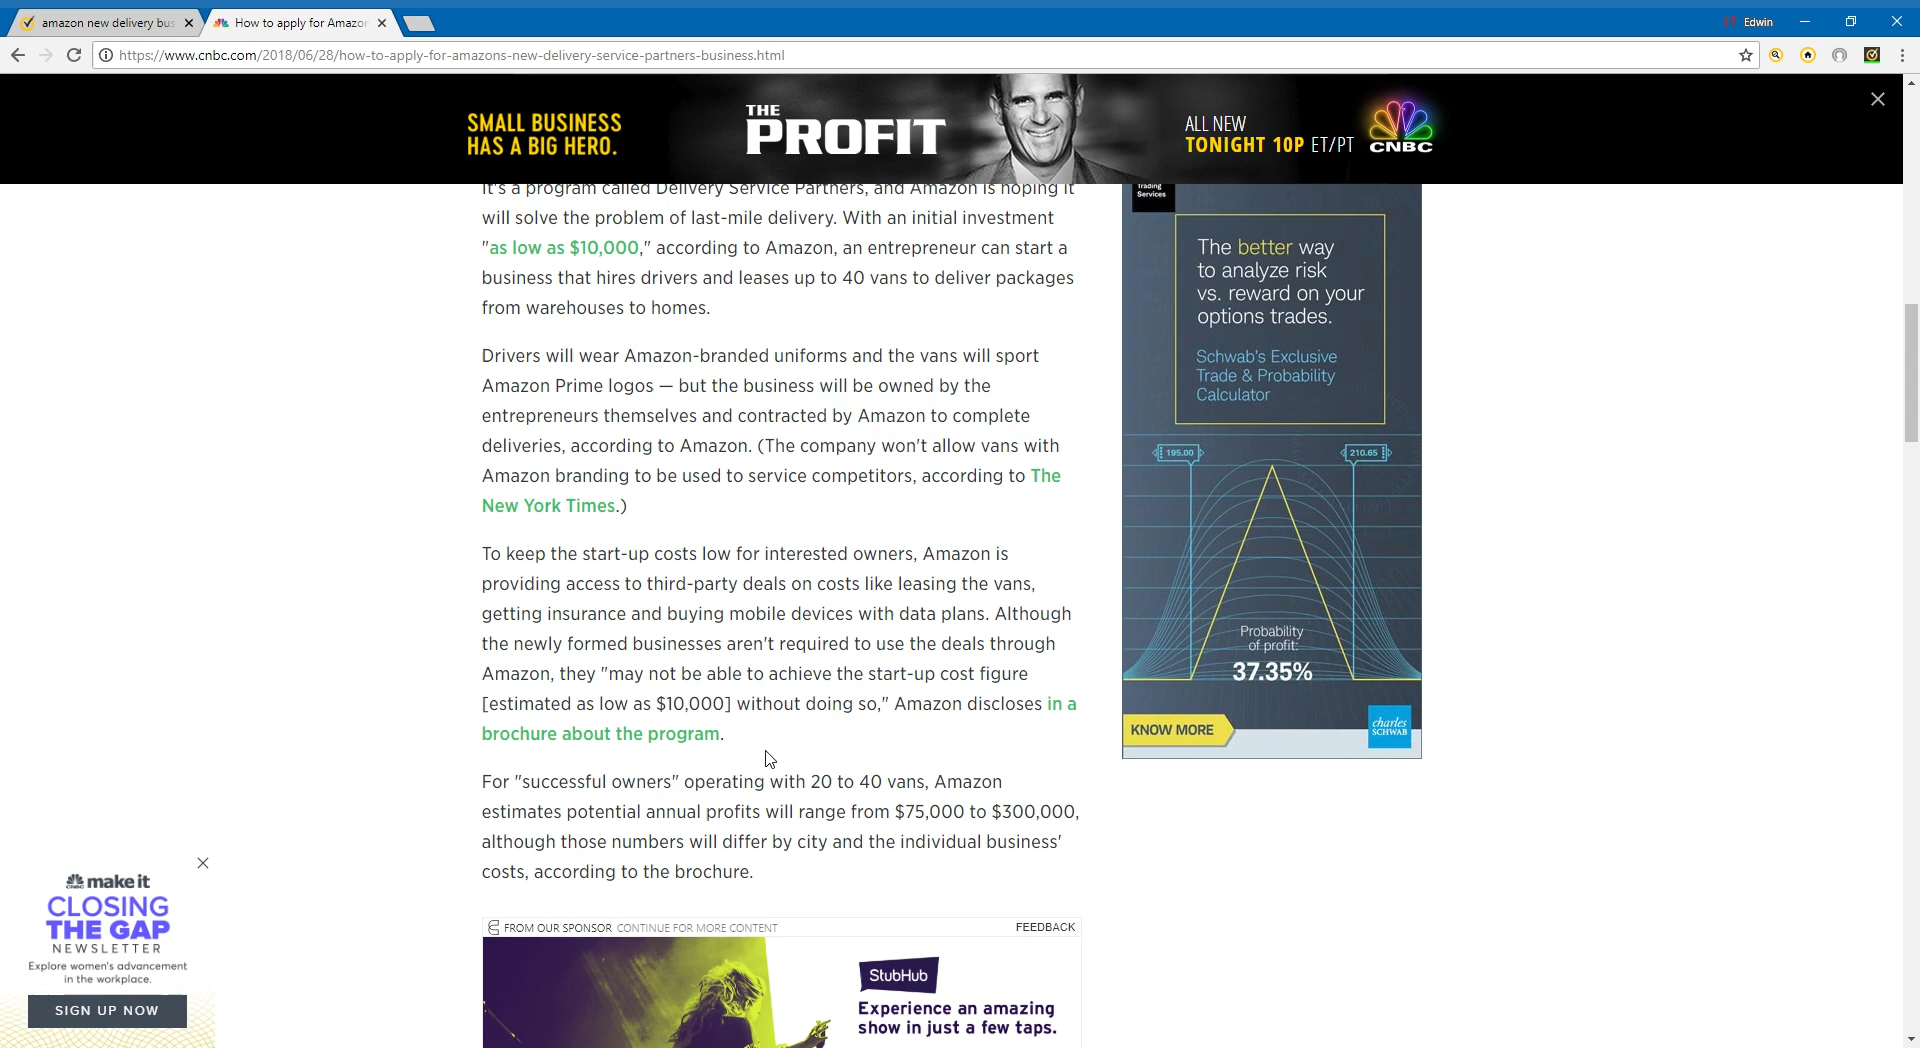 amazon new delivery bus
How to apply for Amazon
Edwin
https://www.cnbc.com/2018/06/28/how-to-apply-for-amazons-new-delivery-service-partners-business.html
SMALL BUSINESS
HAS A BIG HERO.
THE
PROFIT
ALL NEW
TONIGHT 10P ET/PT
CNBC
It's a program called Delivery Service Partners, and Amazon is hoping it
will solve the problem of last-mile delivery. With an initial investment
"as low as $10,000," according to Amazon, an entrepreneur can start a
business that hires drivers and leases up to 40 vans to deliver packages
from warehouses to homes.
Drivers will wear Amazon-branded uniforms and the vans will sport
Amazon Prime logos — but the business will be owned by the
entrepreneurs themselves and contracted by Amazon to complete
deliveries, according to Amazon. (The company won't allow vans with
Amazon branding to be used to service competitors, according to The
New York Times.)
To keep the start-up costs low for interested owners, Amazon is
providing access to third-party deals on costs like leasing the vans,
getting insurance and buying mobile devices with data plans. Although
the newly formed businesses aren't required to use the deals through
Amazon, they "may not be able to achieve the start-up cost figure
[estimated as low as $10,000] without doing so," Amazon discloses in a
brochure about the program.
For "successful owners" operating with 20 to 40 vans, Amazon
estimates potential annual profits will range from $75,000 to $300,000,
although those numbers will differ by city and the individual business'
costs, according to the brochure.
FROM OUR SPONSOR CONTINUE FOR MORE CONTENT
FEEDBACK
StubHub
Experience an amazing
show in just a few taps.
Trading
Services
The better way
to analyze risk
vs. reward on your
options trades.
Schwab's Exclusive
Trade & Probability
Calculator
195.00
210.65
Probability
of profit:
37.35%
KNOW MORE
charles
SCHWAB
CNBC
make it
CLOSING
THE GAP
NEWSLETTER
Explore women's advancement
in the workplace.
SIGN UP NOW